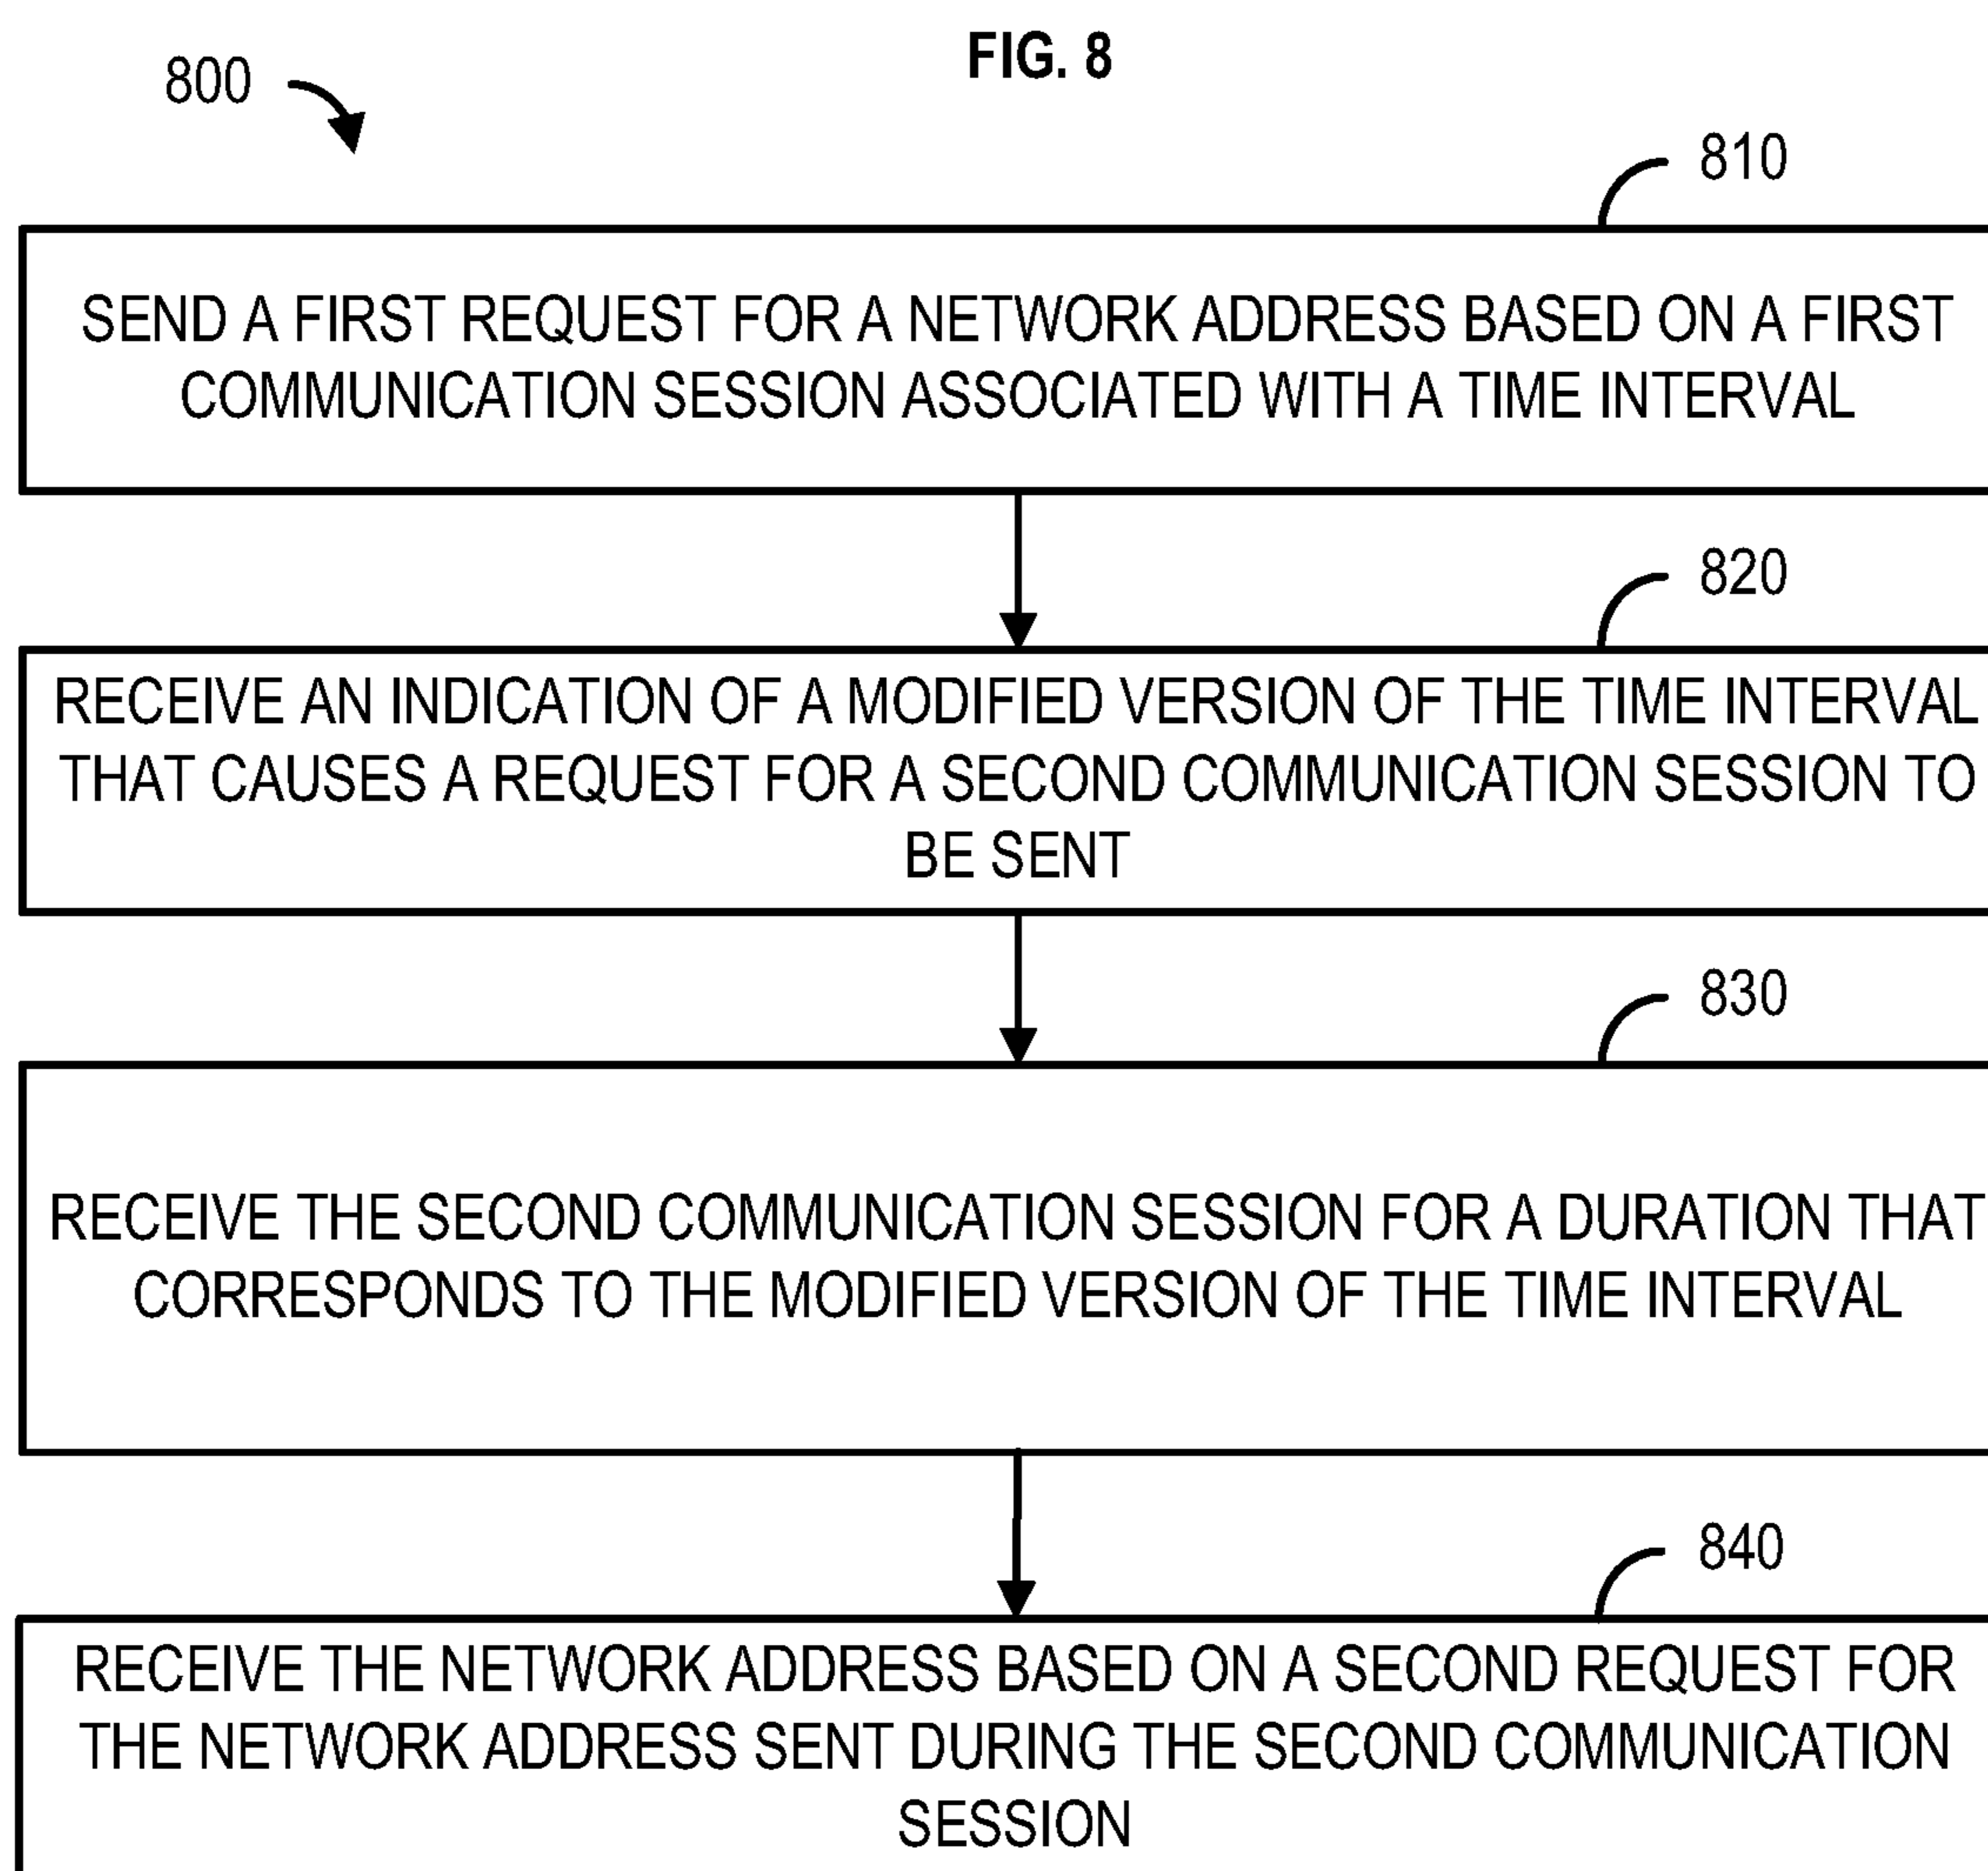 FIG. 8
800
810
SEND A FIRST REQUEST FOR A NETWORK ADDRESS BASED ON A FIRST
COMMUNICATION SESSION ASSOCIATED WITH A TIME INTERVAL
820
RECEIVE AN INDICATION OF A MODIFIED VERSION OF THE TIME INTERVAL
THAT CAUSES A REQUEST FOR A SECOND COMMUNICATION SESSION TO
BE SENT
830
RECEIVE THE SECOND COMMUNICATION SESSION FOR A DURATION THAT
CORRESPONDS TO THE MODIFIED VERSION OF THE TIME INTERVAL
840
RECEIVE THE NETWORK ADDRESS BASED ON A SECOND REQUEST FOR
THE NETWORK ADDRESS SENT DURING THE SECOND COMMUNICATION
SESSION